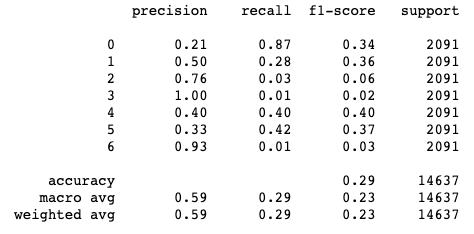 precision recall f1-score support
0 0.21 0.87 0.34 2091
1 0.50 0.28 0.36 2091
2 0.76 0.03 0.06 2091
3 1.00 0.01 0.02 2091
4 0.40 0.40 0.40 2091
5 0.33 0.42 0.37 2091
6 0.93 0.01 0.03 2091
accuracy 0.29 14637
macro avg 0.59 0.29 0.23 14637
weighted avg 0.59 0.29 0.23 14637